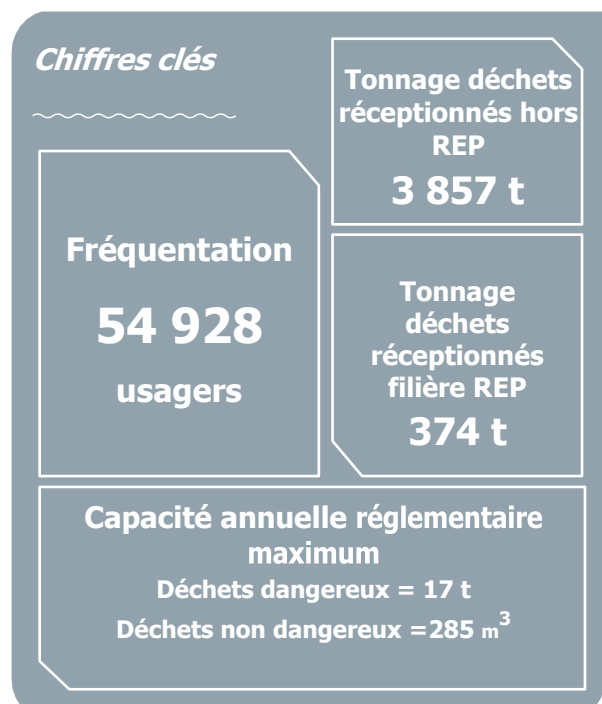 Chiffres clés
Tonnage déchets
réceptionnés hors
REP
3 857 t
Fréquentation
54 928
usagers
Tonnage
déchets
réceptionnés
filière REP
374 t
Capacité annuelle réglementaire
maximum
Déchets dangereux = 17 t
Déchets non dangereux =285 m³